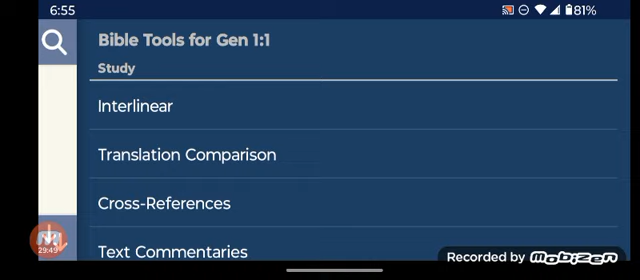 6:55
81%
Bible Tools for Gen 1:1
Study
Interlinear
Translation Comparison
Cross-References
Text Commentaries
29:49
Recorded by Mobizen